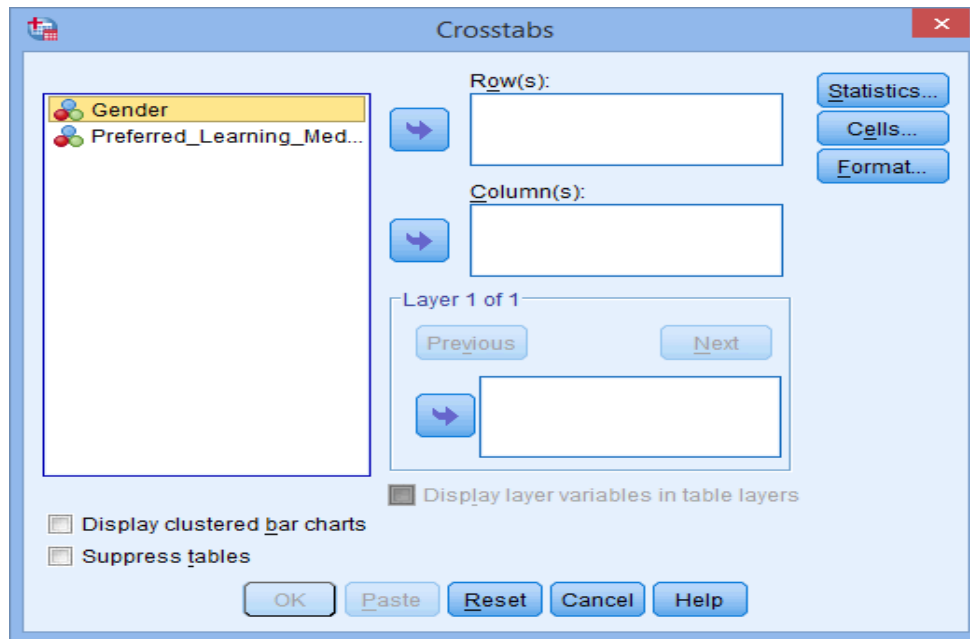 Crosstabs
Gender
Preferred_Learning_Med...
Row(s):
Column(s):
Layer 1 of 1
Previous
Next
Display layer variables in table layers
Statistics...
Cells...
Format...
Display clustered bar charts
Suppress tables
OK
Paste
Reset
Cancel
Help